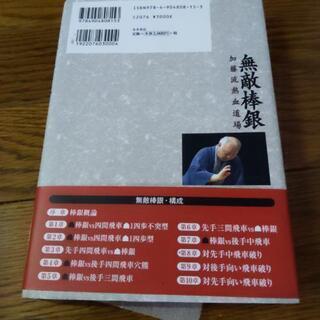 9784904808153
ISBN978-4-904808-15-3
C2076 ¥3000E
1922076030004
無敵棒銀
加藤流熱血道場
無敵棒銀・構成
序章 棒銀概論
第1章 ☗棒銀vs四間飛車☖1四歩不突型
第2章 ☗棒銀vs四間飛車☖1四歩型
第3章 先手四間飛車vs☖棒銀
第4章 ☗棒銀vs四間飛車穴熊
第5章 ☗棒銀vs後手三間飛車
第6章 先手三間飛車vs☖棒銀
第7章 ☗棒銀vs後手中飛車
第8章 対先手中飛車破り
第9章 対後手向い飛車破り
第10章 対先手向い飛車破り